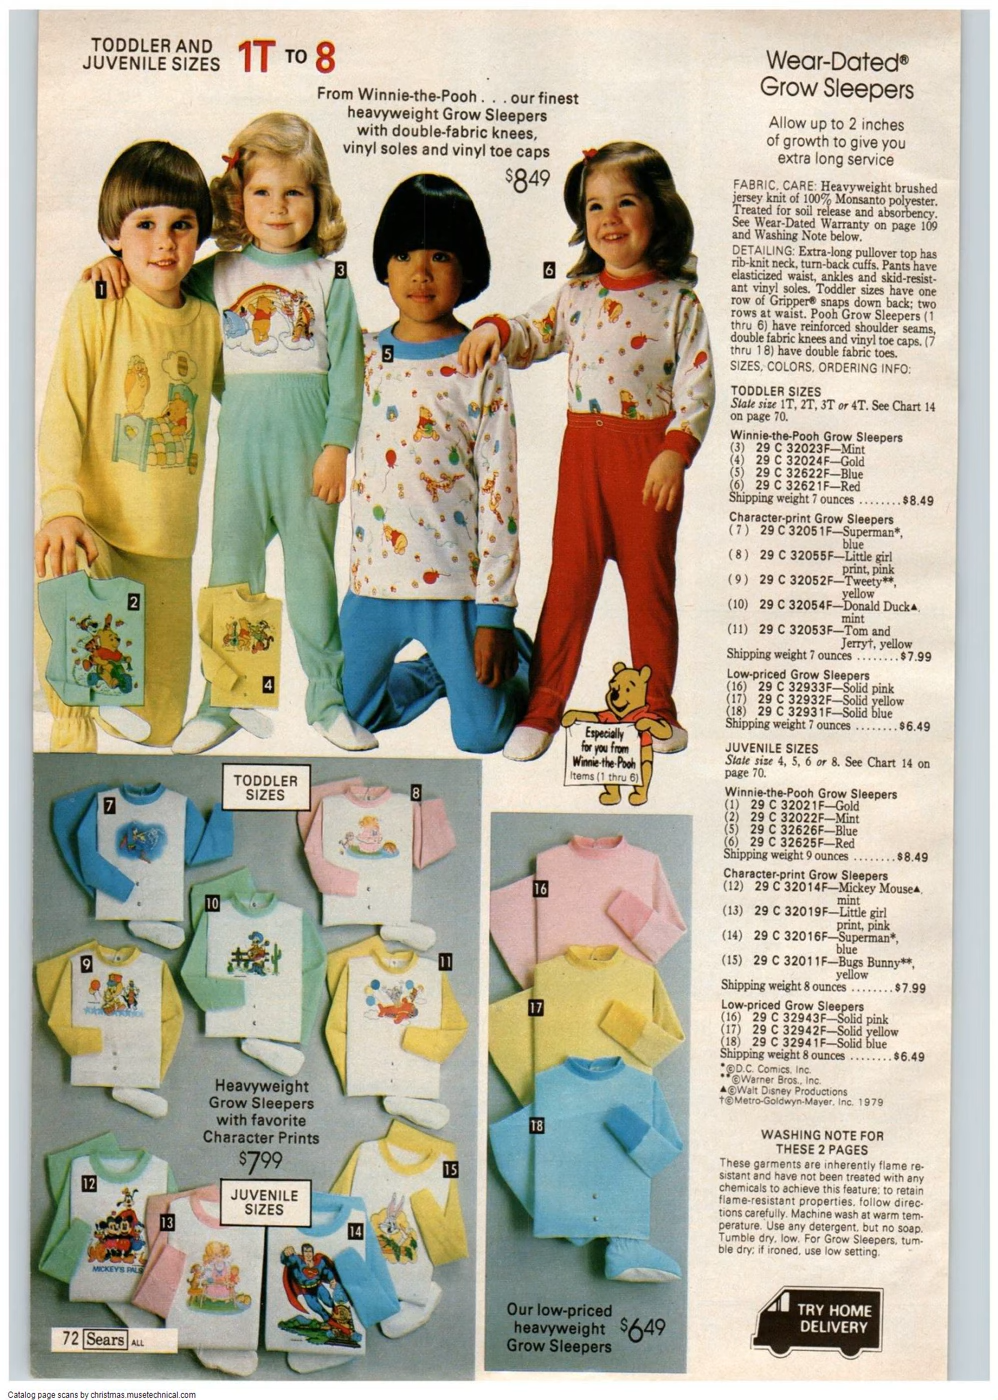 TODDLER AND
JUVENILE SIZES
1T TO 8
From Winnie-the-Pooh . . . our finest
heavyweight Grow Sleepers
with double-fabric knees,
vinyl soles and vinyl toe caps
$8.49
1
3
5
6
2
4
Especially
for you from
Winnie-the-Pooh
Items (1 thru 6)
TODDLER
SIZES
7
8
10
9
11
Heavyweight
Grow Sleepers
with favorite
Character Prints
$7.99
JUVENILE
SIZES
12
MICKEY'S PALS
13
14
15
16
17
18
Our low-priced
heavyweight
Grow Sleepers
$6.49
72 Sears ALL
Wear-Dated®
Grow Sleepers
Allow up to 2 inches
of growth to give you
extra long service
FABRIC, CARE: Heavyweight brushed
jersey knit of 100% Monsanto polyester.
Treated for soil release and absorbency.
See Wear-Dated Warranty on page 109
and Washing Note below.
DETAILING: Extra-long pullover top has
rib-knit neck, turn-back cuffs. Pants have
elasticized waist, ankles and skid-resist-
ant vinyl soles. Toddler sizes have one
row of Gripper® snaps down back; two
rows at waist. Pooh Grow Sleepers (1
thru 6) have reinforced shoulder seams,
double fabric knees and vinyl toe caps. (7
thru 18) have double fabric toes.
SIZES, COLORS, ORDERING INFO:
TODDLER SIZES
State size 1T, 2T, 3T or 4T. See Chart 14
on page 70.
Winnie-the-Pooh Grow Sleepers
(3) 29 C 32023F—Mint
(4) 29 C 32024F—Gold
(5) 29 C 32622F—Blue
(6) 29 C 32621F—Red
Shipping weight 7 ounces ........$8.49
Character-print Grow Sleepers
(7) 29 C 32051F—Superman*,
blue
(8) 29 C 32055F—Little girl
print, pink
(9) 29 C 32052F—Tweety**,
yellow
(10) 29 C 32054F—Donald Duck▲,
mint
(11) 29 C 32053F—Tom and
Jerry†, yellow
Shipping weight 7 ounces ........$7.99
Low-priced Grow Sleepers
(16) 29 C 32933F—Solid pink
(17) 29 C 32932F—Solid yellow
(18) 29 C 32931F—Solid blue
Shipping weight 7 ounces ........$6.49
JUVENILE SIZES
State size 4, 5, 6 or 8. See Chart 14 on
page 70.
Winnie-the-Pooh Grow Sleepers
(1) 29 C 32021F—Gold
(2) 29 C 32022F—Mint
(5) 29 C 32626F—Blue
(6) 29 C 32625F—Red
Shipping weight 9 ounces ........$8.49
Character-print Grow Sleepers
(12) 29 C 32014F—Mickey Mouse▲,
mint
(13) 29 C 32019F—Little girl
print, pink
(14) 29 C 32016F—Superman*,
blue
(15) 29 C 32011F—Bugs Bunny**,
yellow
Shipping weight 8 ounces ........$7.99
Low-priced Grow Sleepers
(16) 29 C 32943F—Solid pink
(17) 29 C 32942F—Solid yellow
(18) 29 C 32941F—Solid blue
Shipping weight 8 ounces ........$6.49
*©D.C. Comics, Inc.
**©Warner Bros., Inc.
▲©Walt Disney Productions
†©Metro-Goldwyn-Mayer, Inc. 1979
WASHING NOTE FOR
THESE 2 PAGES
These garments are inherently flame re-
sistant and have not been treated with any
chemicals to achieve this feature; to retain
flame-resistant properties, follow direc-
tions carefully. Machine wash at warm tem-
perature. Use any detergent, but no soap.
Tumble dry, low. For Grow Sleepers, tum-
ble dry; if ironed, use low setting.
TRY HOME
DELIVERY
Catalog page scans by christmas.musetechnical.com